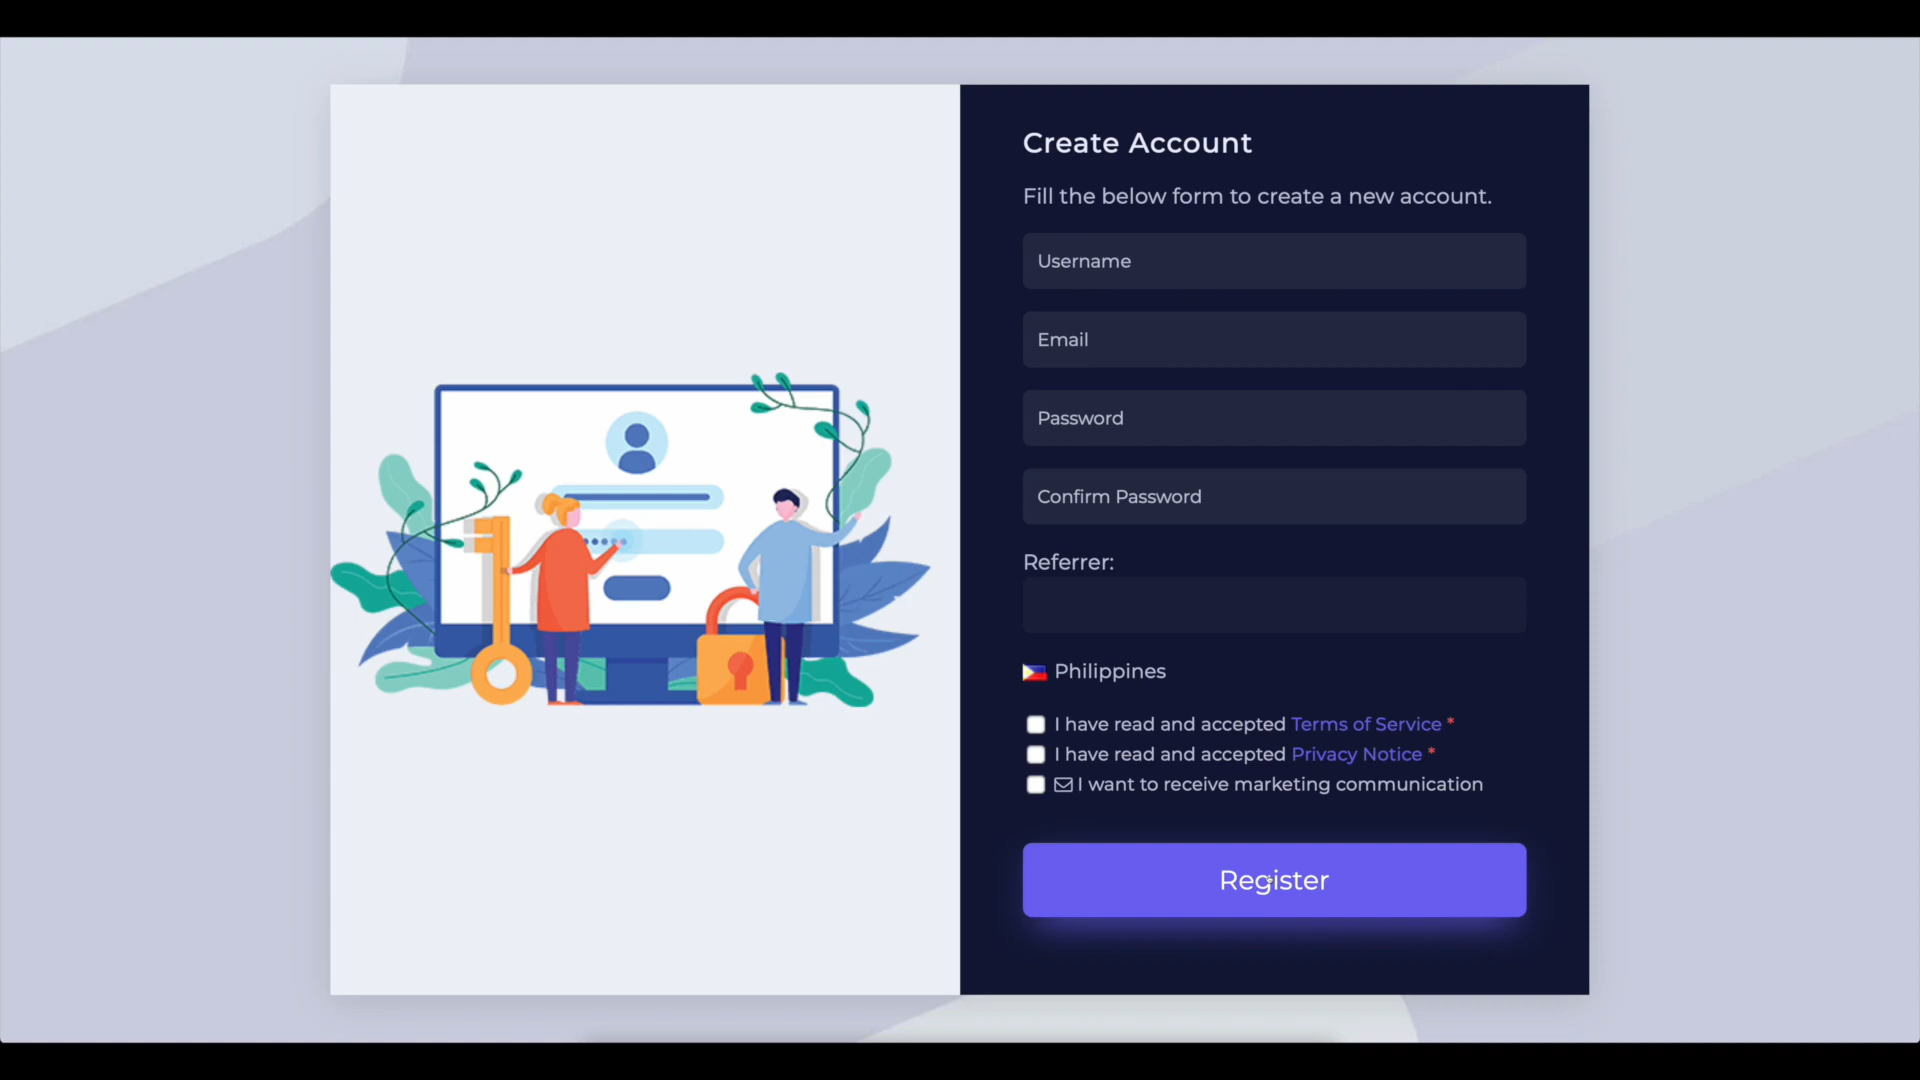 Create Account
Fill the below form to create a new account.
Username
Email
Password
Confirm Password
Referrer:
Philippines
I have read and accepted Terms of Service *
I have read and accepted Privacy Notice *
I want to receive marketing communication
Register